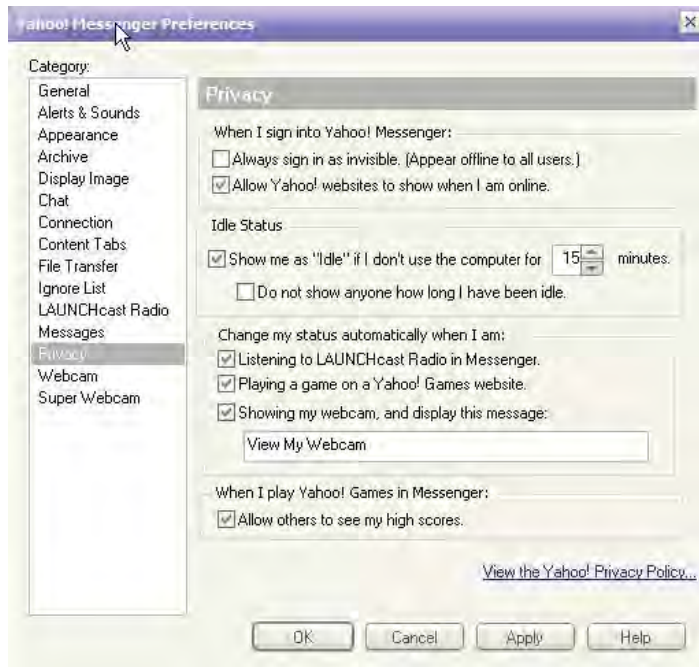 Yahoo! Messenger Preferences
Category:
General
Alerts & Sounds
Appearance
Archive
Display Image
Chat
Connection
Content Tabs
File Transfer
Ignore List
LAUNCHcast Radio
Messages
Privacy
Webcam
Super Webcam
Privacy
When I sign into Yahoo! Messenger:
Always sign in as invisible. (Appear offline to all users.)
Allow Yahoo! websites to show when I am online.
Idle Status
Show me as "Idle" if I don't use the computer for 15 minutes.
Do not show anyone how long I have been idle.
Change my status automatically when I am:
Listening to LAUNCHcast Radio in Messenger.
Playing a game on a Yahoo! Games website.
Showing my webcam, and display this message:
View My Webcam
When I play Yahoo! Games in Messenger:
Allow others to see my high scores.
View the Yahoo! Privacy Policy...
OK Cancel Apply Help